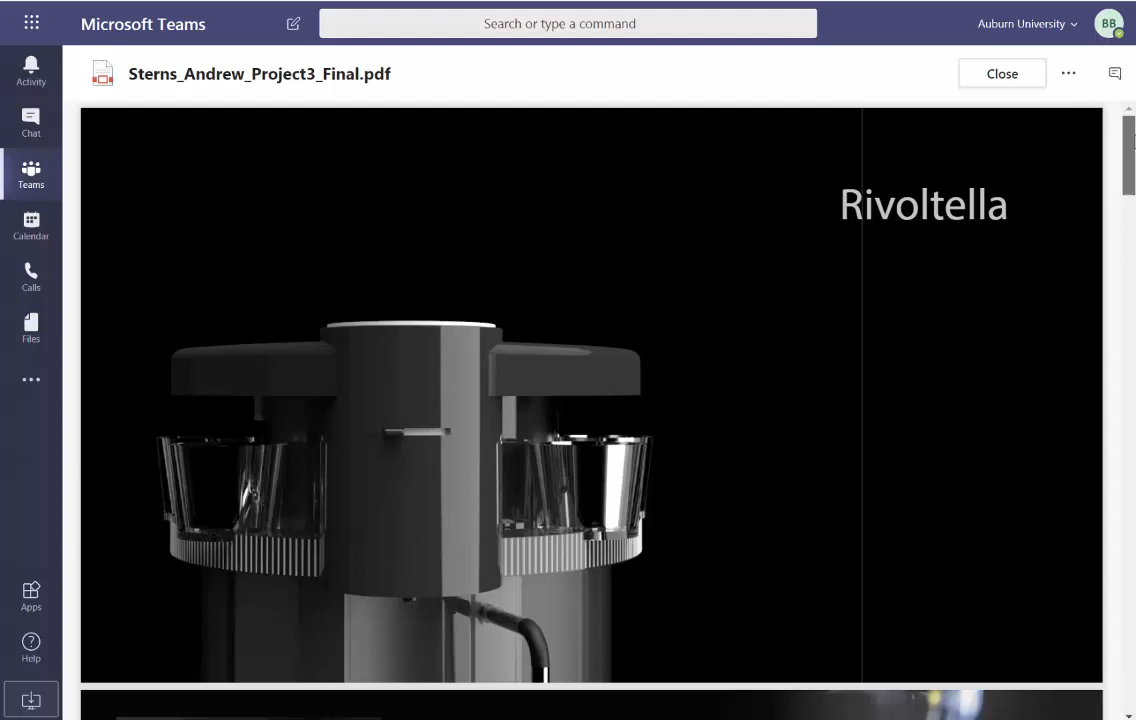 Microsoft Teams
Search or type a command
Auburn University
BB
Activity
Chat
Teams
Calendar
Calls
Files
Apps
Help
Sterns_Andrew_Project3_Final.pdf
Close
Rivoltella